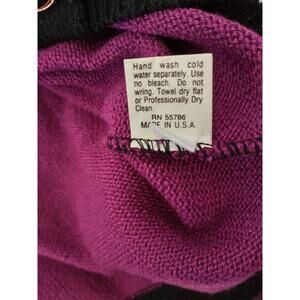 Hand wash cold
water separately. Use
no bleach. Do not
wring. Towel dry flat
or Professionally Dry
Clean.
RN 55786
MADE IN U.S.A.